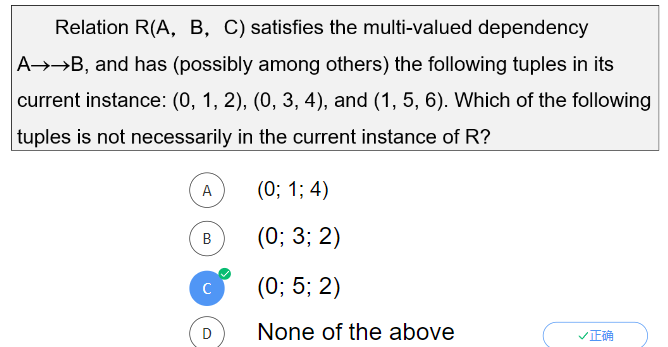 Relation R(A, B, C) satisfies the multi-valued dependency
A→→B, and has (possibly among others) the following tuples in its
current instance: (0, 1, 2), (0, 3, 4), and (1, 5, 6). Which of the following
tuples is not necessarily in the current instance of R?
A (0; 1; 4)
B (0; 3; 2)
C (0; 5; 2)
D None of the above
✓正确